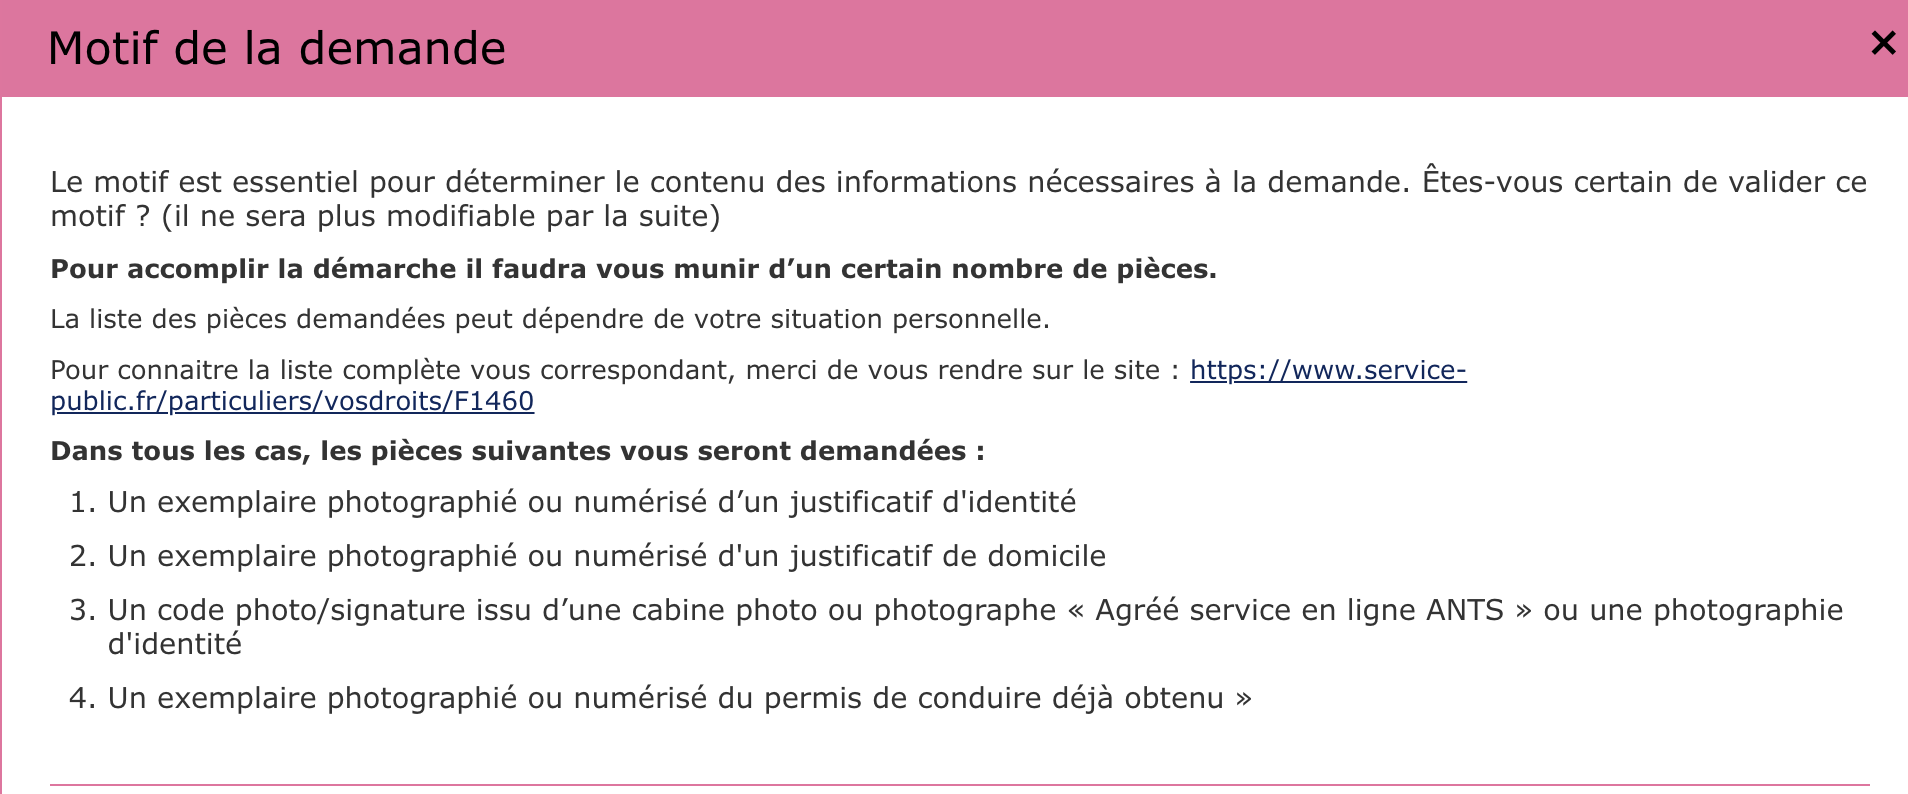 Motif de la demande
Le motif est essentiel pour déterminer le contenu des informations nécessaires à la demande. Êtes-vous certain de valider ce
motif ? (il ne sera plus modifiable par la suite)
Pour accomplir la démarche il faudra vous munir d’un certain nombre de pièces.
La liste des pièces demandées peut dépendre de votre situation personnelle.
Pour connaitre la liste complète vous correspondant, merci de vous rendre sur le site : https://www.service-
public.fr/particuliers/vosdroits/F1460
Dans tous les cas, les pièces suivantes vous seront demandées :
1. Un exemplaire photographié ou numérisé d’un justificatif d'identité
2. Un exemplaire photographié ou numérisé d'un justificatif de domicile
3. Un code photo/signature issu d’une cabine photo ou photographe « Agréé service en ligne ANTS » ou une photographie
d'identité
4. Un exemplaire photographié ou numérisé du permis de conduire déjà obtenu »